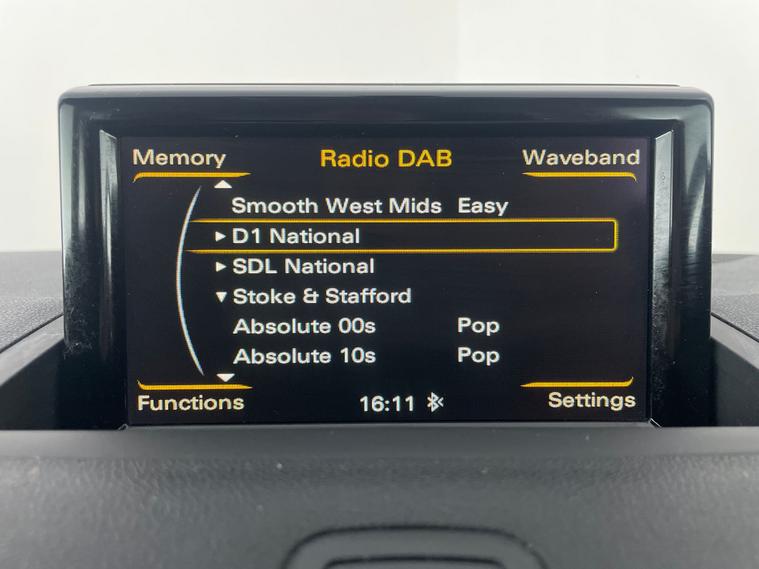 Memory Radio DAB Waveband
Smooth West Mids Easy
D1 National
SDL National
Stoke & Stafford
Absolute 00s Pop
Absolute 10s Pop
Functions 16:11 Settings